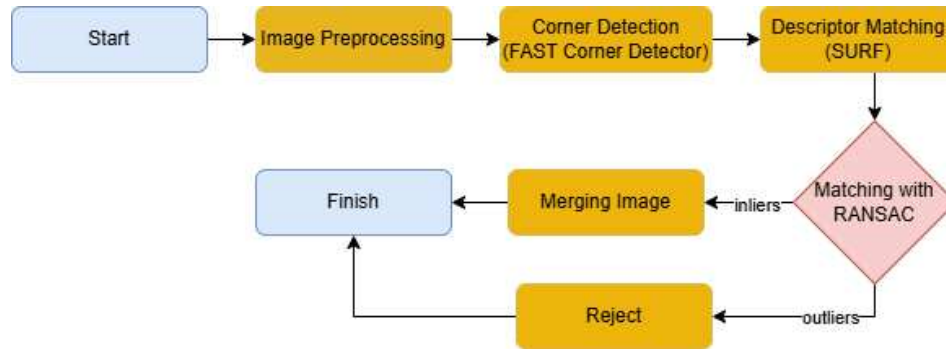 Start
Image Preprocessing
Corner Detection
(FAST Corner Detector)
Descriptor Matching
(SURF)
Matching with
RANSAC
inliers
Merging Image
Finish
outliers
Reject